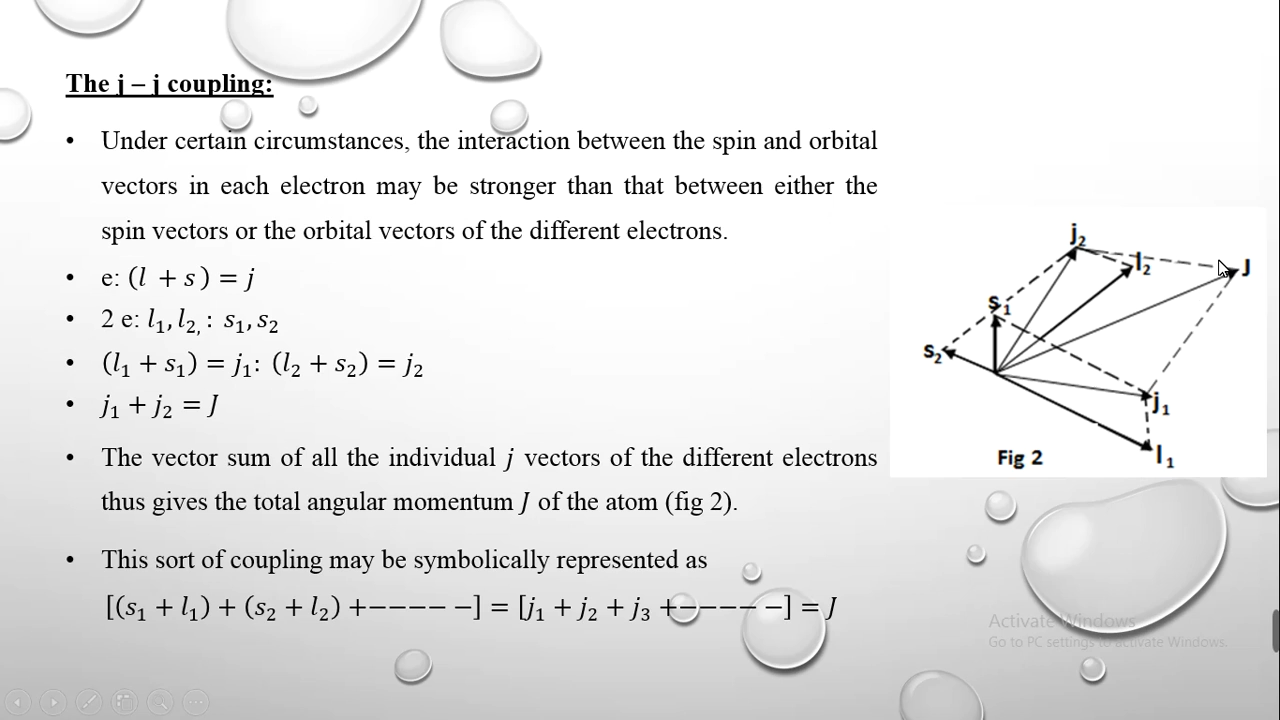 The j – j coupling:
• Under certain circumstances, the interaction between the spin and orbital
vectors in each electron may be stronger than that between either the
spin vectors or the orbital vectors of the different electrons.
• e: (l + s) = j
• 2 e: l₁, l₂, : s₁, s₂
• (l₁ + s₁) = j₁: (l₂ + s₂) = j₂
• j₁ + j₂ = J
• The vector sum of all the individual j vectors of the different electrons
thus gives the total angular momentum J of the atom (fig 2).
• This sort of coupling may be symbolically represented as
[(s₁ + l₁) + (s₂ + l₂) +−−−− −] = [j₁ + j₂ + j₃ +−−−− −] = J
j₂
l₂
J
s₁
s₂
j₁
l₁
Fig 2
Activate Windows
Go to PC settings to activate Windows.